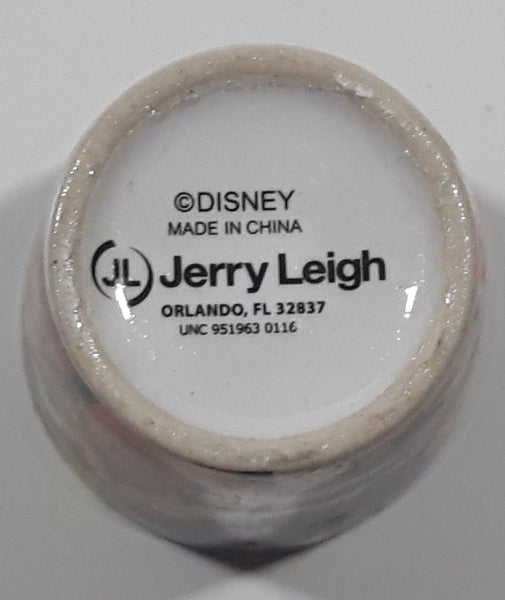 ©DISNEY
MADE IN CHINA
JL Jerry Leigh
ORLANDO, FL 32837
UNC 951963 0116